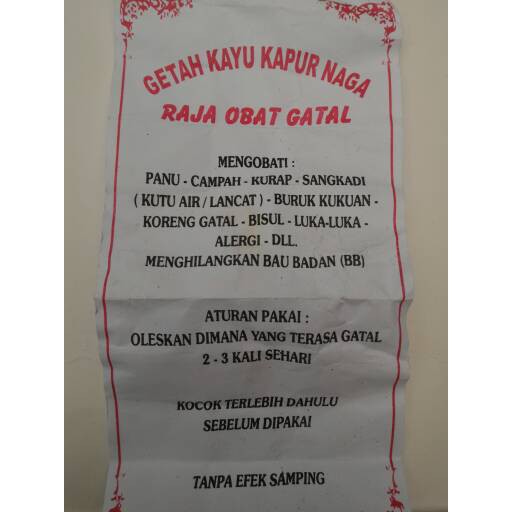 GETAH KAYU KAPUR NAGA
RAJA OBAT GATAL
MENGOBATI :
PANU - CAMPAH - KURAP - SANGKADI
( KUTU AIR / LANCAT ) - BURUK KUKUAN -
KORENG GATAL - BISUL - LUKA-LUKA -
ALERGI - DLL.
MENGHILANGKAN BAU BADAN (BB)
ATURAN PAKAI :
OLESKAN DIMANA YANG TERASA GATAL
2 - 3 KALI SEHARI
KOCOK TERLEBIH DAHULU
SEBELUM DIPAKAI
TANPA EFEK SAMPING